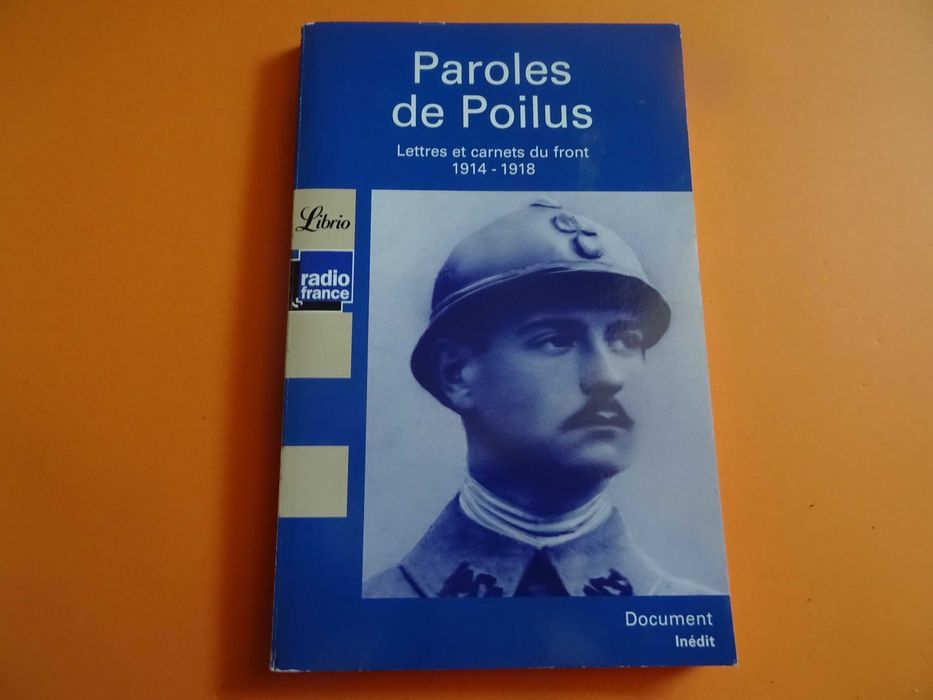 Paroles
de Poilus
Lettres et carnets du front
1914 - 1918
Librio
radio
france
Document
Inédit